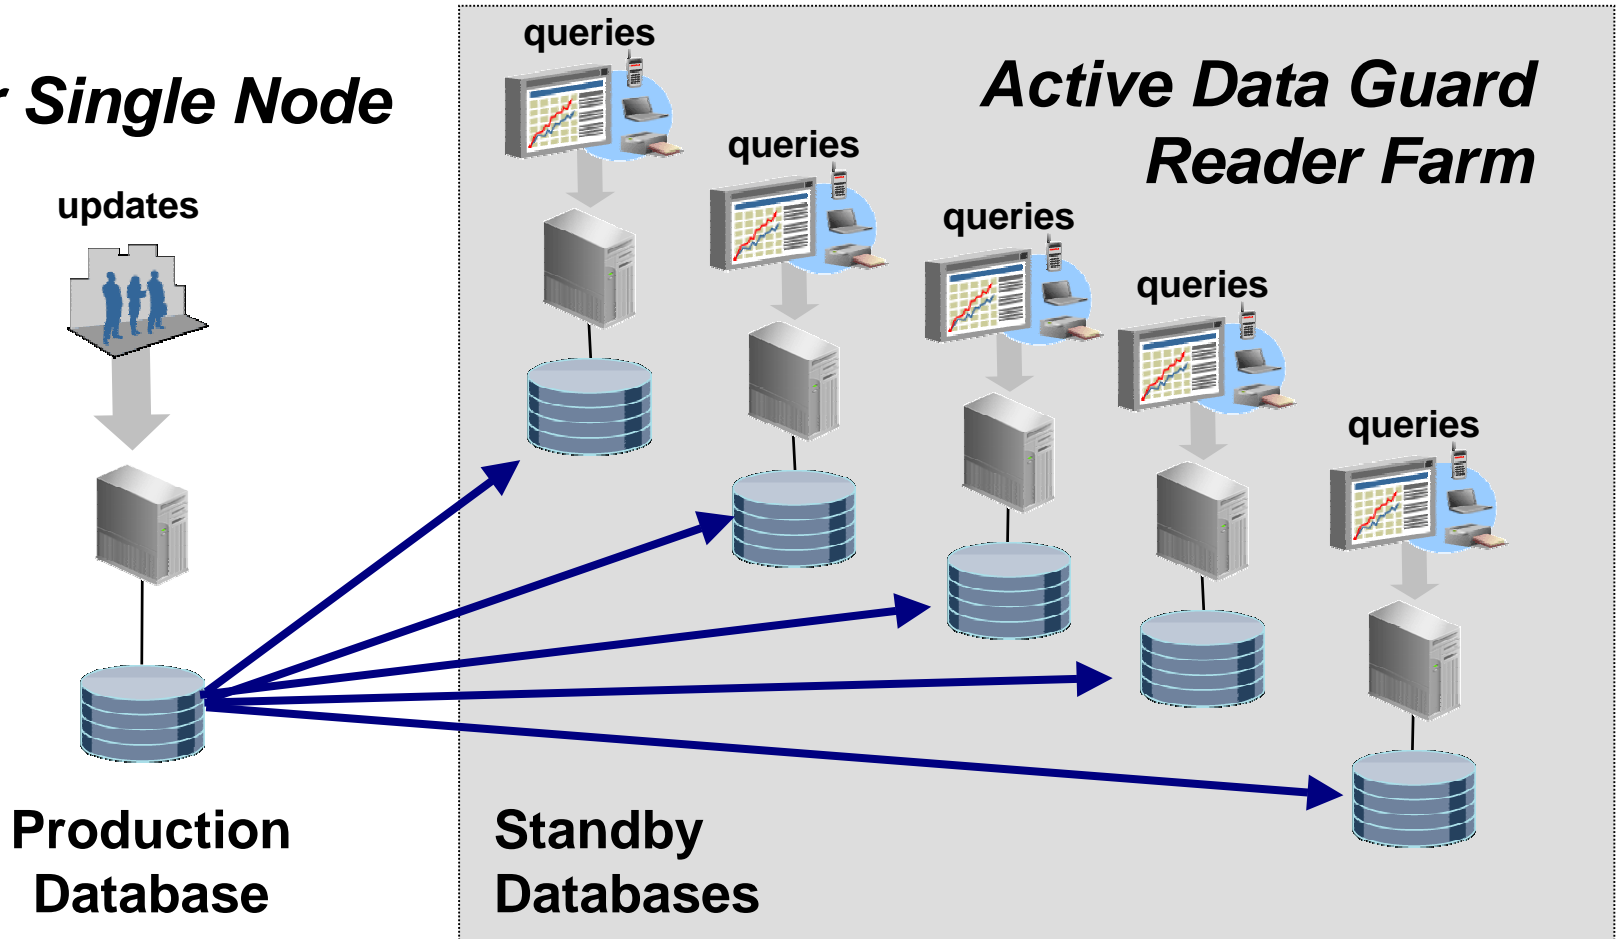 r Single Node
updates
Production
Database
Active Data Guard
Reader Farm
queries
queries
queries
queries
queries
Standby
Databases